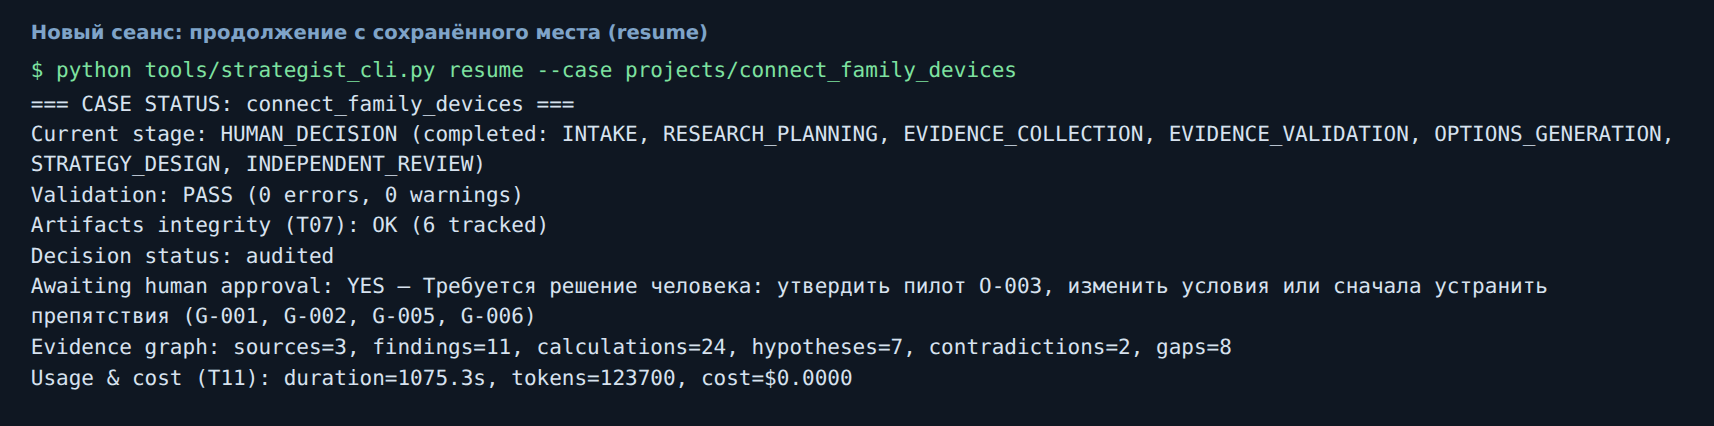 Новый сеанс: продолжение с сохранённого места (resume)
$ python tools/strategist_cli.py resume --case projects/connect_family_devices
=== CASE STATUS: connect_family_devices ===
Current stage: HUMAN_DECISION (completed: INTAKE, RESEARCH_PLANNING, EVIDENCE_COLLECTION, EVIDENCE_VALIDATION, OPTIONS_GENERATION,
STRATEGY_DESIGN, INDEPENDENT_REVIEW)
Validation: PASS (0 errors, 0 warnings)
Artifacts integrity (T07): OK (6 tracked)
Decision status: audited
Awaiting human approval: YES — Требуется решение человека: утвердить пилот O-003, изменить условия или сначала устранить
препятствия (G-001, G-002, G-005, G-006)
Evidence graph: sources=3, findings=11, calculations=24, hypotheses=7, contradictions=2, gaps=8
Usage & cost (T11): duration=1075.3s, tokens=123700, cost=$0.0000